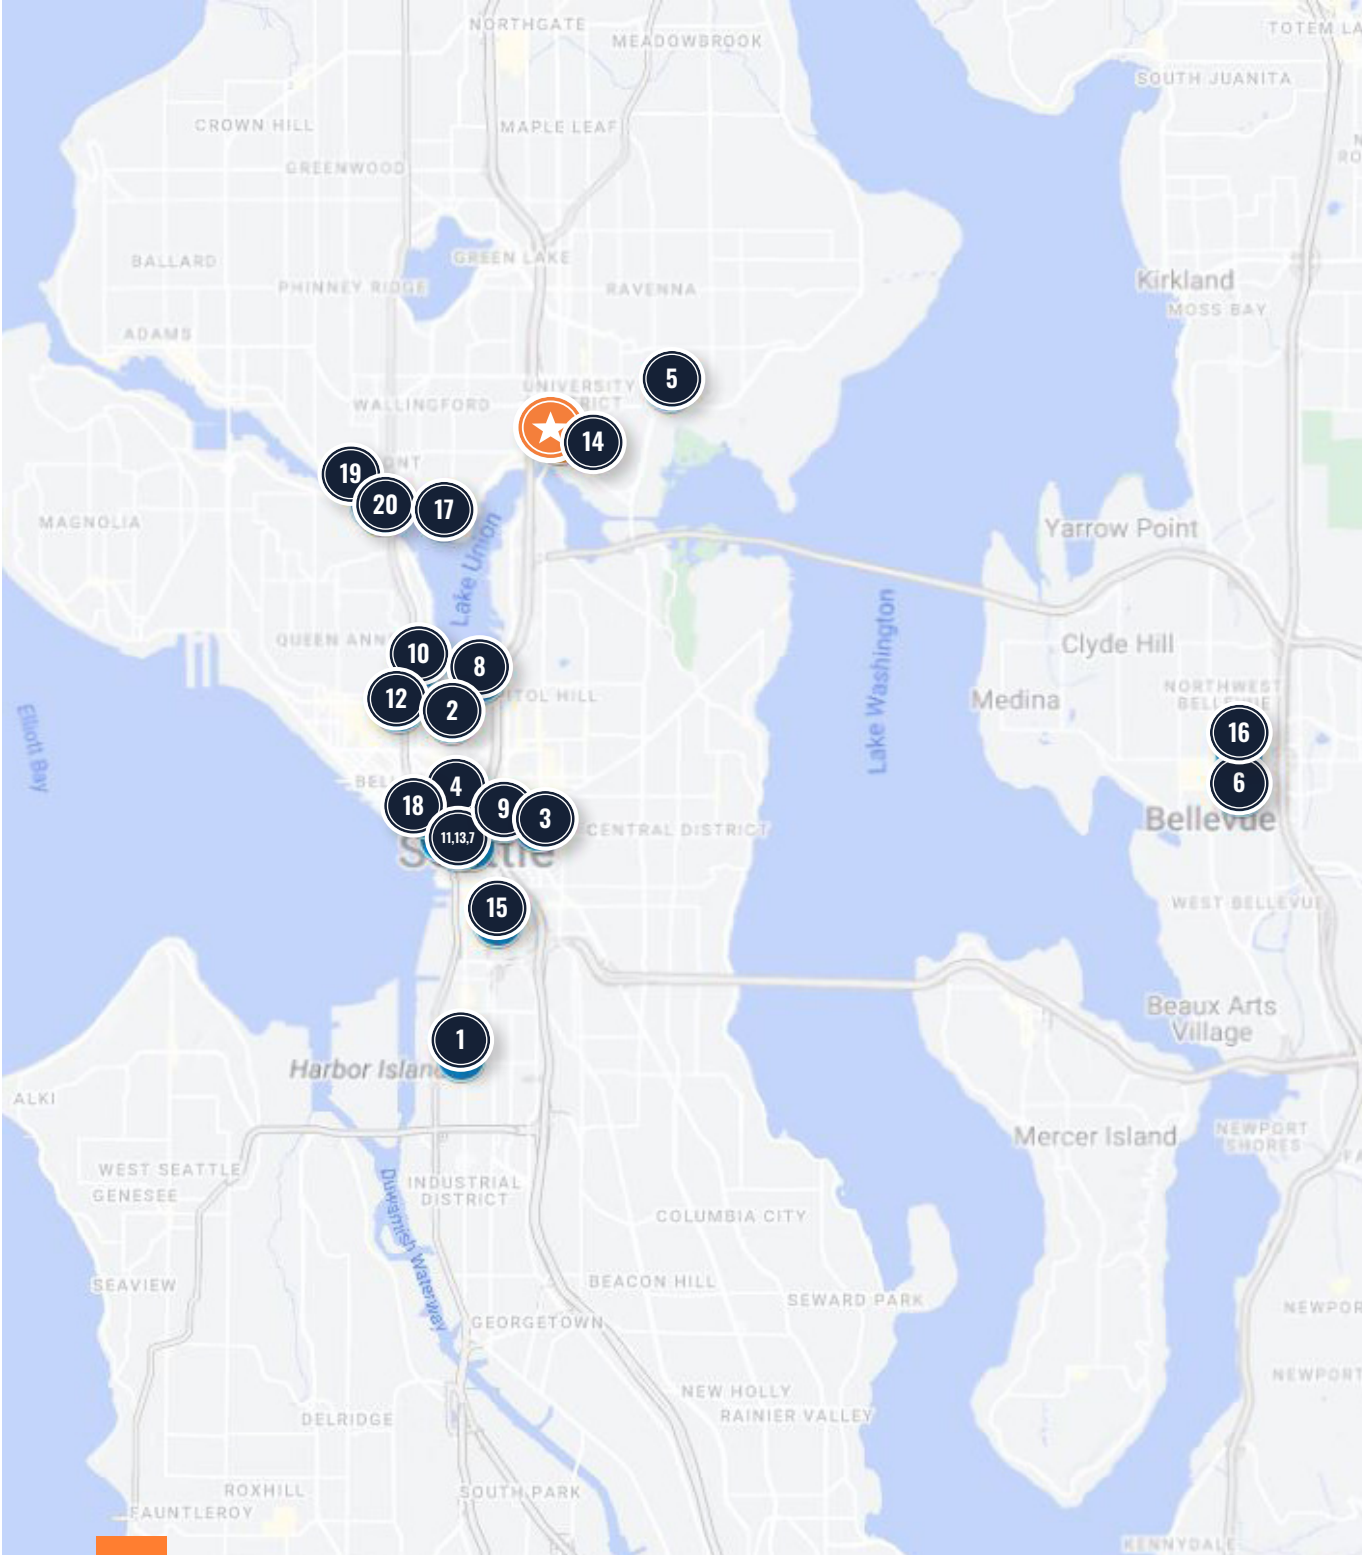 NORTHGATE
MEADOWBROOK
SOUTH JUANITA
CROWN HILL
MAPLE LEAF
GREENWOOD
BALLARD
GREEN LAKE
PHINNEY RIDGE
RAVENNA
Kirkland
MOSS BAY
ADAMS
5
UNIVERSITY
WALLINGFORD
14
19
20
17
MAGNOLIA
Lake Union
Yarrow Point
QUEEN ANN
10
8
12
2
Clyde Hill
Medina
NORTHWEST
Lake Washington
Elliott Bay
16
6
Bellevue
4
18
9
3
11,13,7
CENTRAL DISTRICT
15
WEST BELLEVUE
Beaux Arts
Village
1
Harbor Island
ALKI
Mercer Island
NEWPORT
SHORES
WEST SEATTLE
GENESEE
INDUSTRIAL
DISTRICT
Duwamish Waterway
COLUMBIA CITY
SEAVIEW
BEACON HILL
SEWARD PARK
GEORGETOWN
NEWPOR
NEWPORT
NEW HOLLY
RAINIER VALLEY
DELRIDGE
ROXHILL
SOUTH PARK
FAUNTLEROY
KENNYDALE